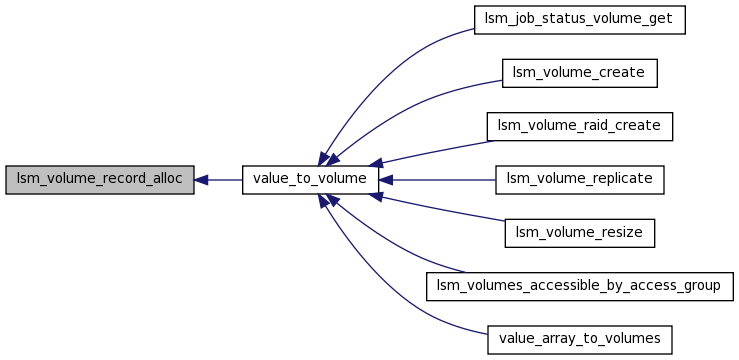 lsm_job_status_volume_get
lsm_volume_create
lsm_volume_raid_create
lsm_volume_record_alloc
value_to_volume
lsm_volume_replicate
lsm_volume_resize
lsm_volumes_accessible_by_access_group
value_array_to_volumes